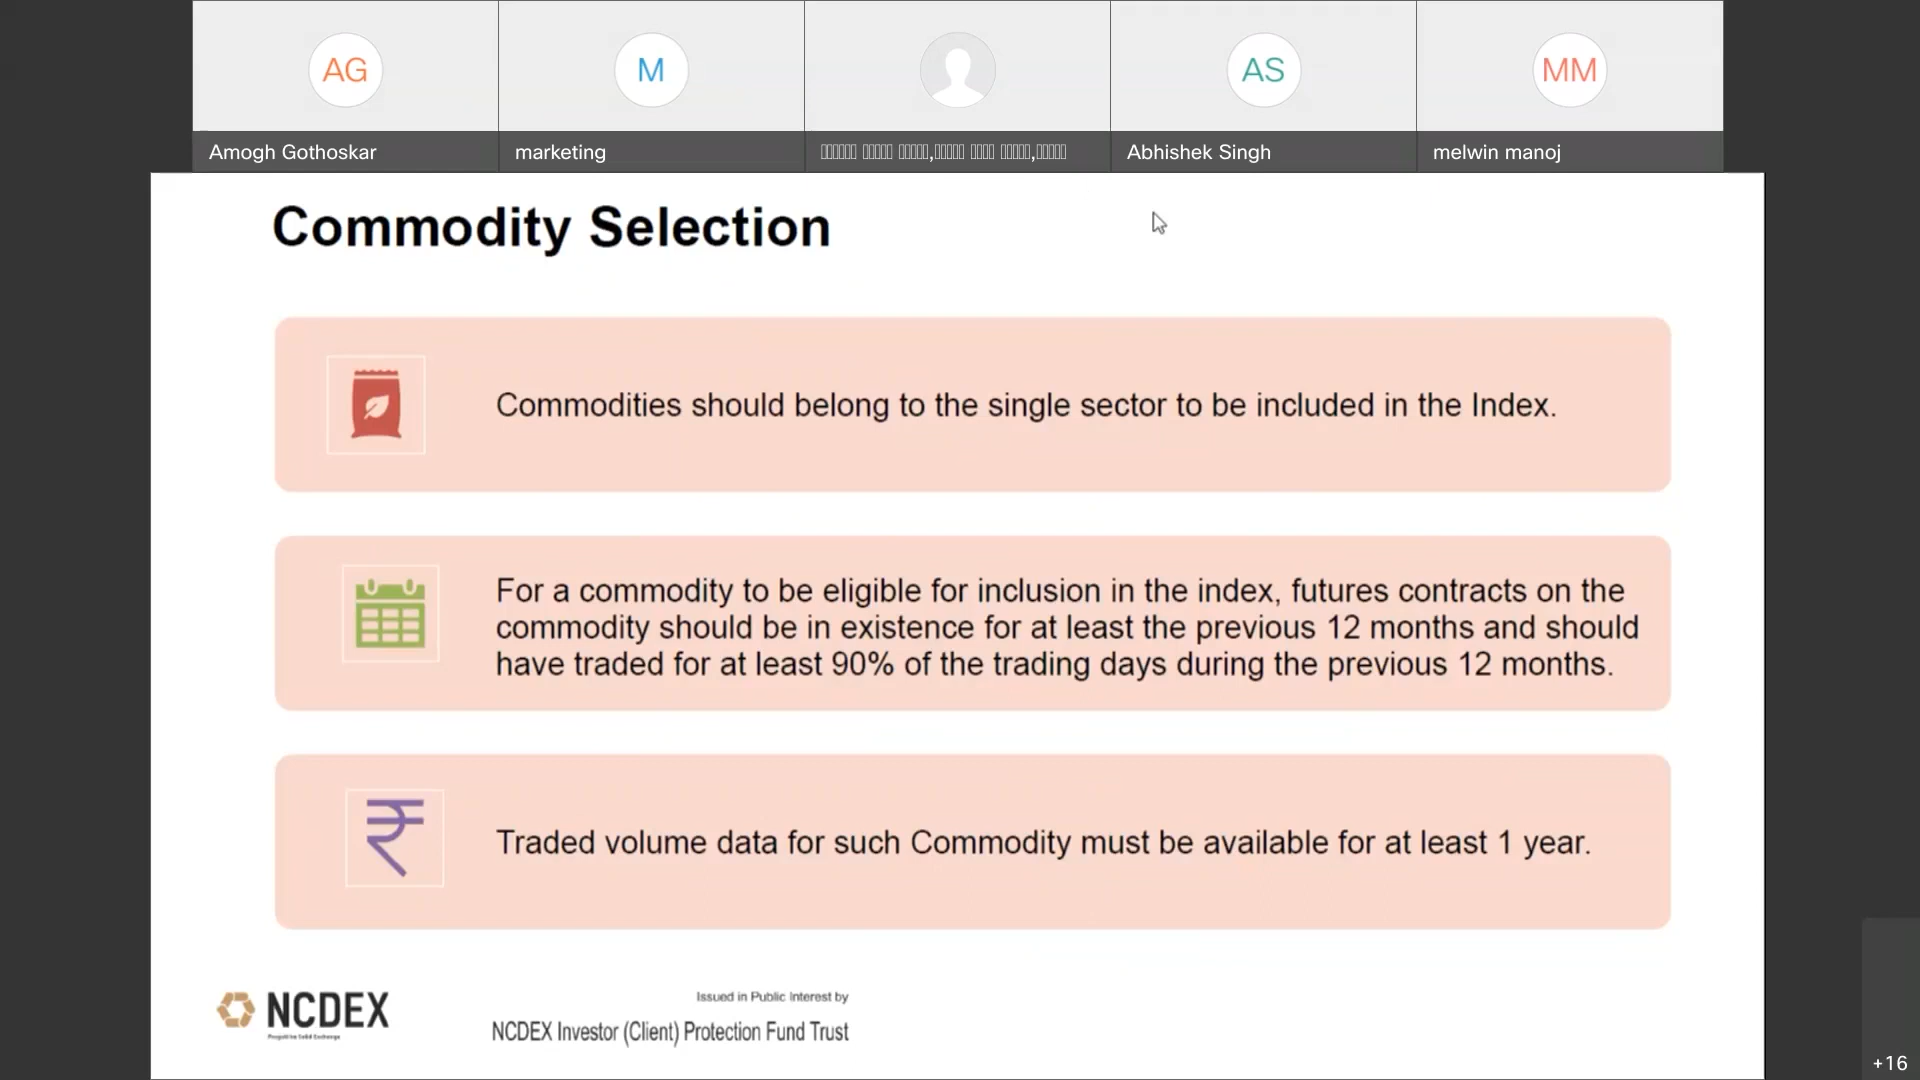 AG
M
AS
MM
Amogh Gothoskar
marketing
Abhishek Singh
melwin manoj
Commodity Selection
Commodities should belong to the single sector to be included in the Index.
For a commodity to be eligible for inclusion in the index, futures contracts on the
commodity should be in existence for at least the previous 12 months and should
have traded for at least 90% of the trading days during the previous 12 months.
₹
Traded volume data for such Commodity must be available for at least 1 year.
NCDEX
Issued in Public Interest by
NCDEX Investor (Client) Protection Fund Trust
+16